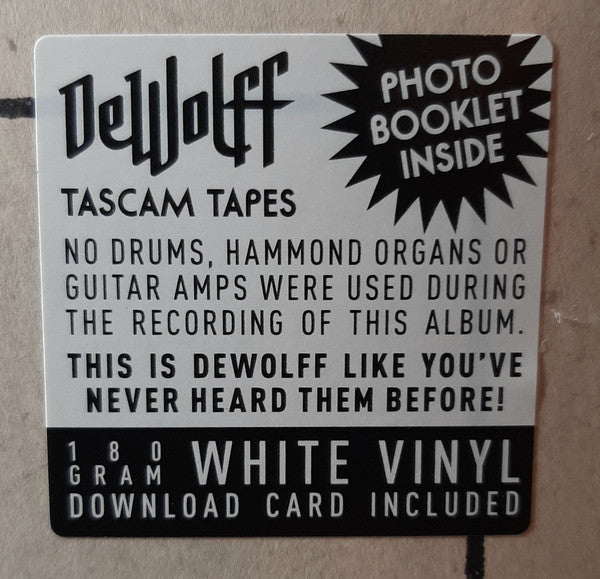 DeWolff
PHOTO
BOOKLET
INSIDE
TASCAM TAPES
NO DRUMS, HAMMOND ORGANS OR
GUITAR AMPS WERE USED DURING
THE RECORDING OF THIS ALBUM.
THIS IS DEWOLFF LIKE YOU'VE
NEVER HEARD THEM BEFORE!
180
GRAM WHITE VINYL
DOWNLOAD CARD INCLUDED